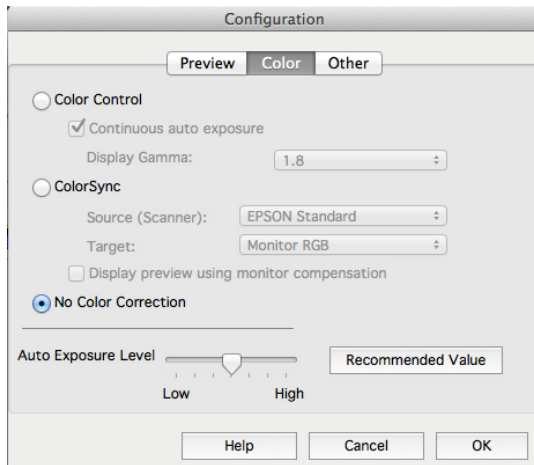 Configuration
Preview Color Other
Color Control
Continuous auto exposure
Display Gamma: 1.8
ColorSync
Source (Scanner): EPSON Standard
Target: Monitor RGB
Display preview using monitor compensation
No Color Correction
Auto Exposure Level Recommended Value
Low High
Help Cancel OK